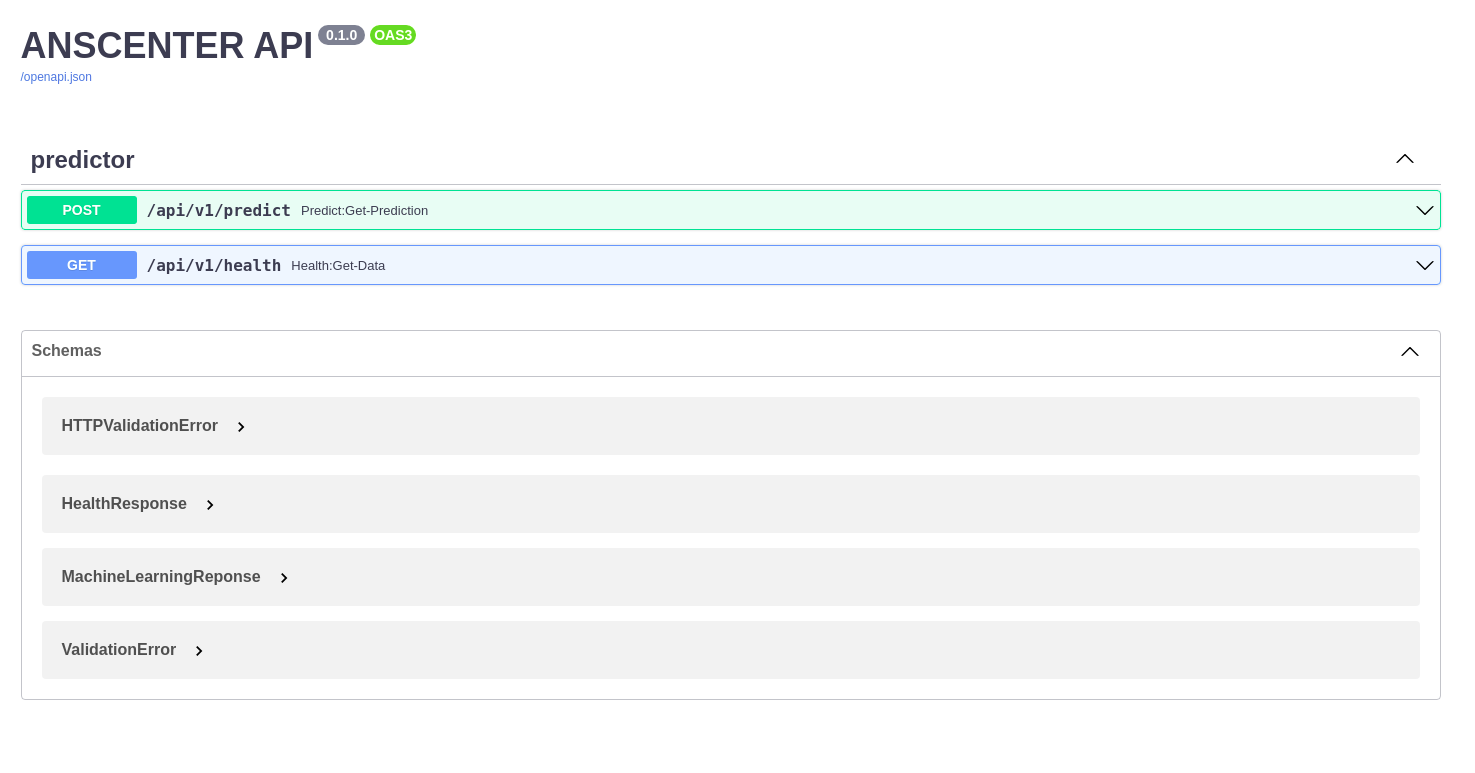 ANSCENTER API 0.1.0 OAS3
/openapi.json
predictor
POST /api/v1/predict Predict:Get-Prediction
GET /api/v1/health Health:Get-Data
Schemas
HTTPValidationError
HealthResponse
MachineLearningReponse
ValidationError